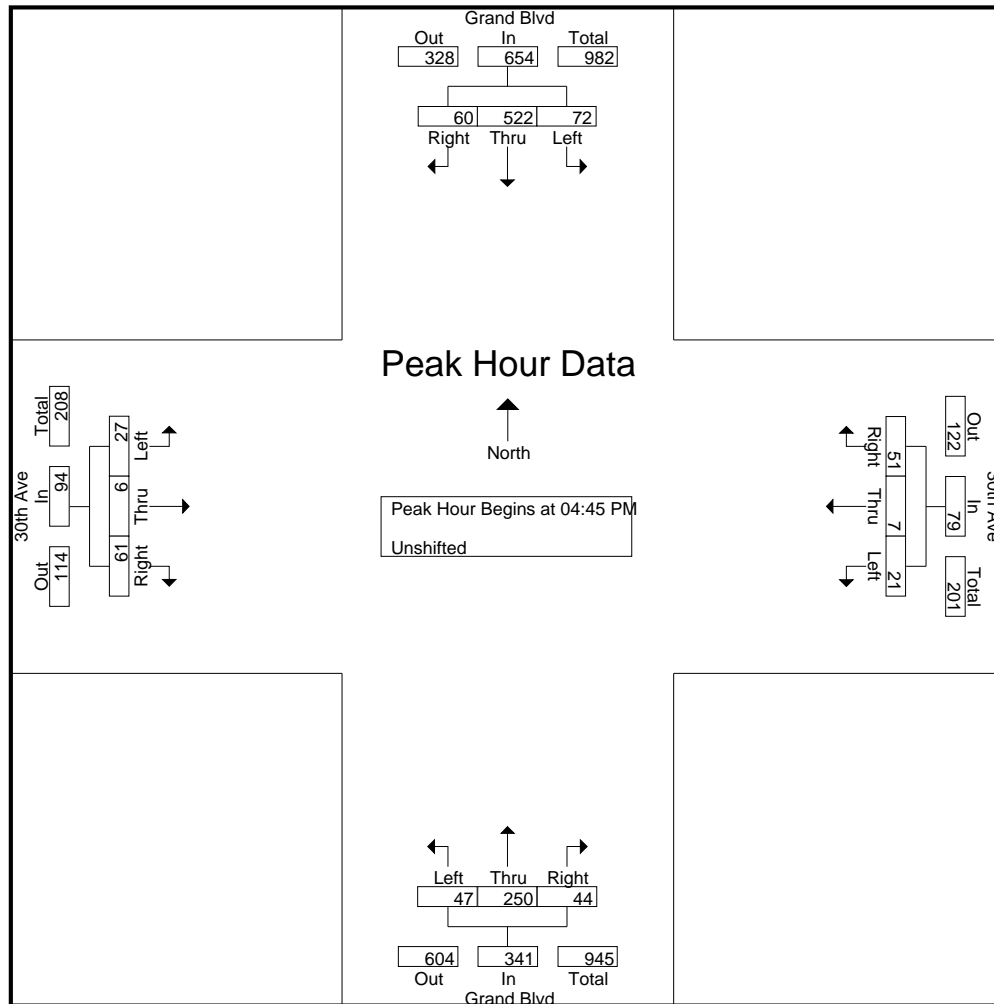 Grand Blvd
Out In Total
328 654 982
60 522 72
Right Thru Left
Peak Hour Data
North
Peak Hour Begins at 04:45 PM
Unshifted
30th Ave
Total In Out
208 94 114
27 6 61
Left Thru Right
Right Thru Left
51 7 21
Out In Total
122 79 201
30th Ave
Left Thru Right
47 250 44
604 341 945
Out In Total
Grand Blvd